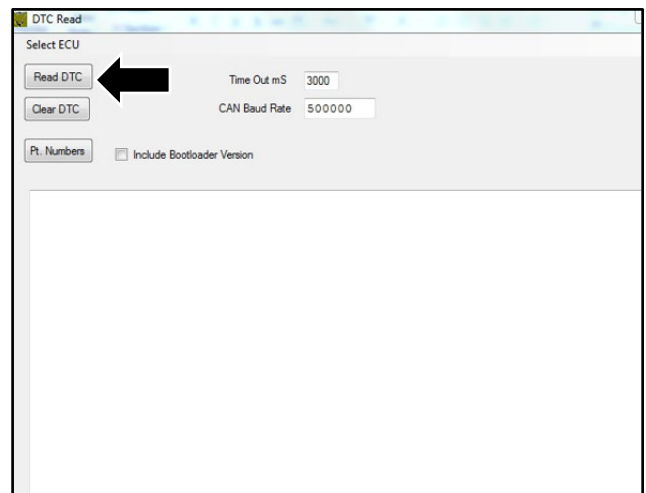 DTC Read
Select ECU
Read DTC
Time Out mS 3000
Clear DTC
CAN Baud Rate 500000
Pt. Numbers
Include Bootloader Version